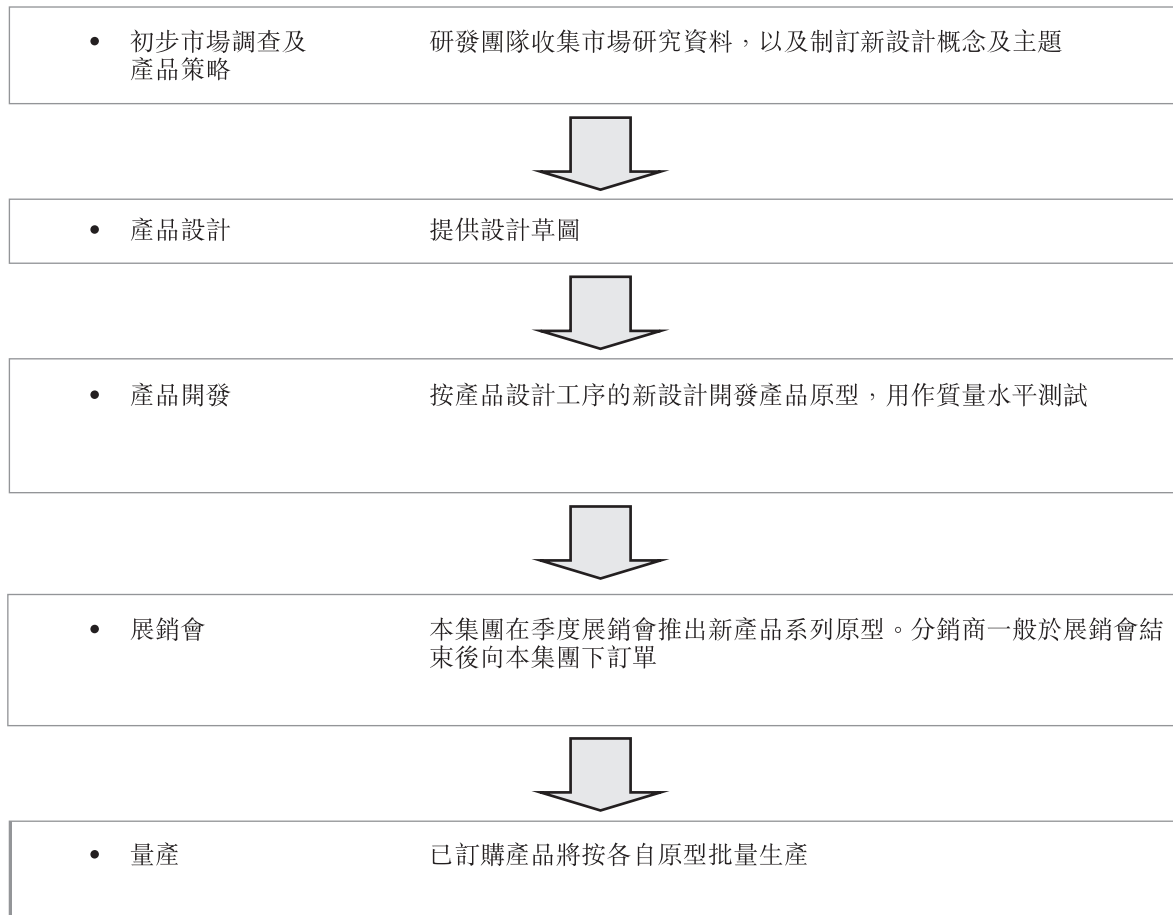 • 初步市場調查及 研發團隊收集市場研究資料，以及制訂新設計概念及主題
產品策略
• 產品設計 提供設計草圖
• 產品開發 按產品設計工序的新設計開發產品原型，用作質量水平測試
• 展銷會 本集團在季度展銷會推出新產品系列原型。分銷商一般於展銷會結
束後向本集團下訂單
• 量產 已訂購產品將按各自原型批量生產